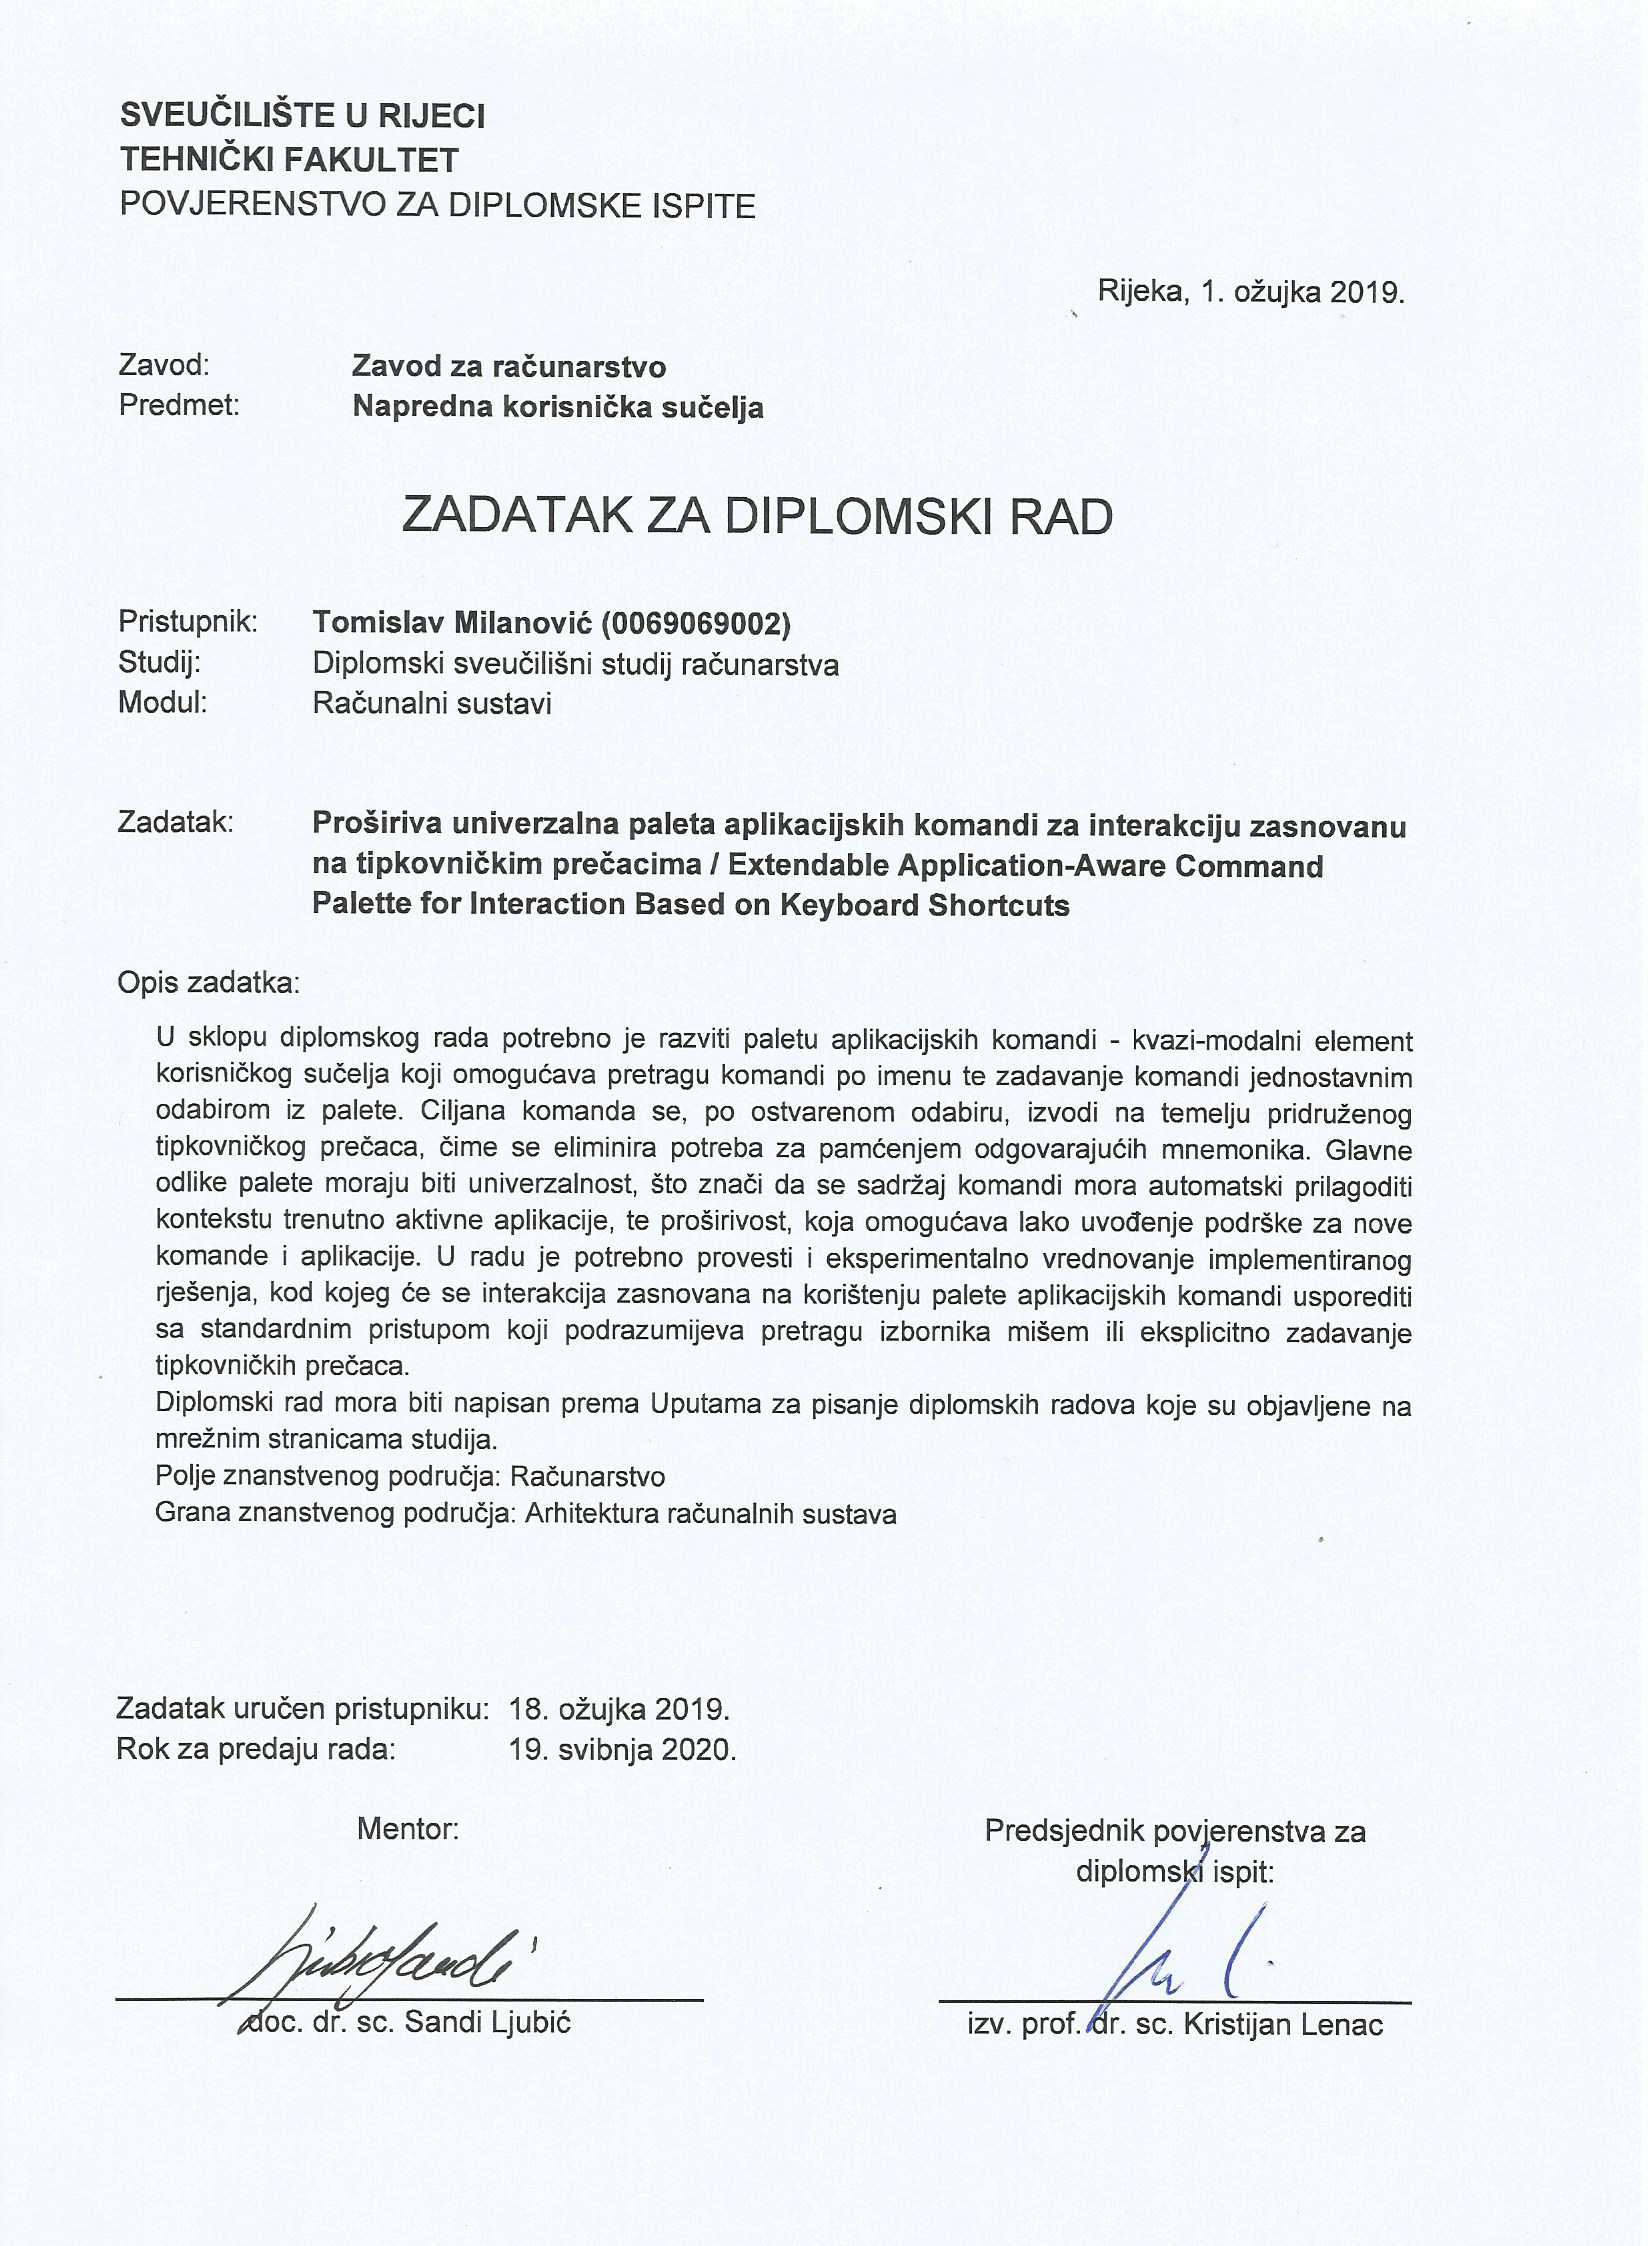 SVEUČILIŠTE U RIJECI
TEHNIČKI FAKULTET
POVJERENSTVO ZA DIPLOMSKE ISPITE
Rijeka, 1. ožujka 2019.
Zavod: Zavod za računarstvo
Predmet: Napredna korisnička sučelja
ZADATAK ZA DIPLOMSKI RAD
Pristupnik: Tomislav Milanović (0069069002)
Studij: Diplomski sveučilišni studij računarstva
Modul: Računalni sustavi
Zadatak: Proširiva univerzalna paleta aplikacijskih komandi za interakciju zasnovanu
na tipkovničkim prečacima / Extendable Application-Aware Command
Palette for Interaction Based on Keyboard Shortcuts
Opis zadatka:
U sklopu diplomskog rada potrebno je razviti paletu aplikacijskih komandi - kvazi-modalni element
korisničkog sučelja koji omogućava pretragu komandi po imenu te zadavanje komandi jednostavnim
odabirom iz palete. Ciljana komanda se, po ostvarenom odabiru, izvodi na temelju pridruženog
tipkovničkog prečaca, čime se eliminira potreba za pamćenjem odgovarajućih mnemonika. Glavne
odlike palete moraju biti univerzalnost, što znači da se sadržaj komandi mora automatski prilagoditi
kontekstu trenutno aktivne aplikacije, te proširivost, koja omogućava lako uvođenje podrške za nove
komande i aplikacije. U radu je potrebno provesti i eksperimentalno vrednovanje implementiranog
rješenja, kod kojeg će se interakcija zasnovana na korištenju palete aplikacijskih komandi usporediti
sa standardnim pristupom koji podrazumijeva pretragu izbornika mišem ili eksplicitno zadavanje
tipkovničkih prečaca.
Diplomski rad mora biti napisan prema Uputama za pisanje diplomskih radova koje su objavljene na
mrežnim stranicama studija.
Polje znanstvenog područja: Računarstvo
Grana znanstvenog područja: Arhitektura računalnih sustava
Zadatak uručen pristupniku: 18. ožujka 2019.
Rok za predaju rada: 19. svibnja 2020.
Mentor:
Predsjednik povjerenstva za
diplomski ispit:
doc. dr. sc. Sandi Ljubić
izv. prof. dr. sc. Kristijan Lenac